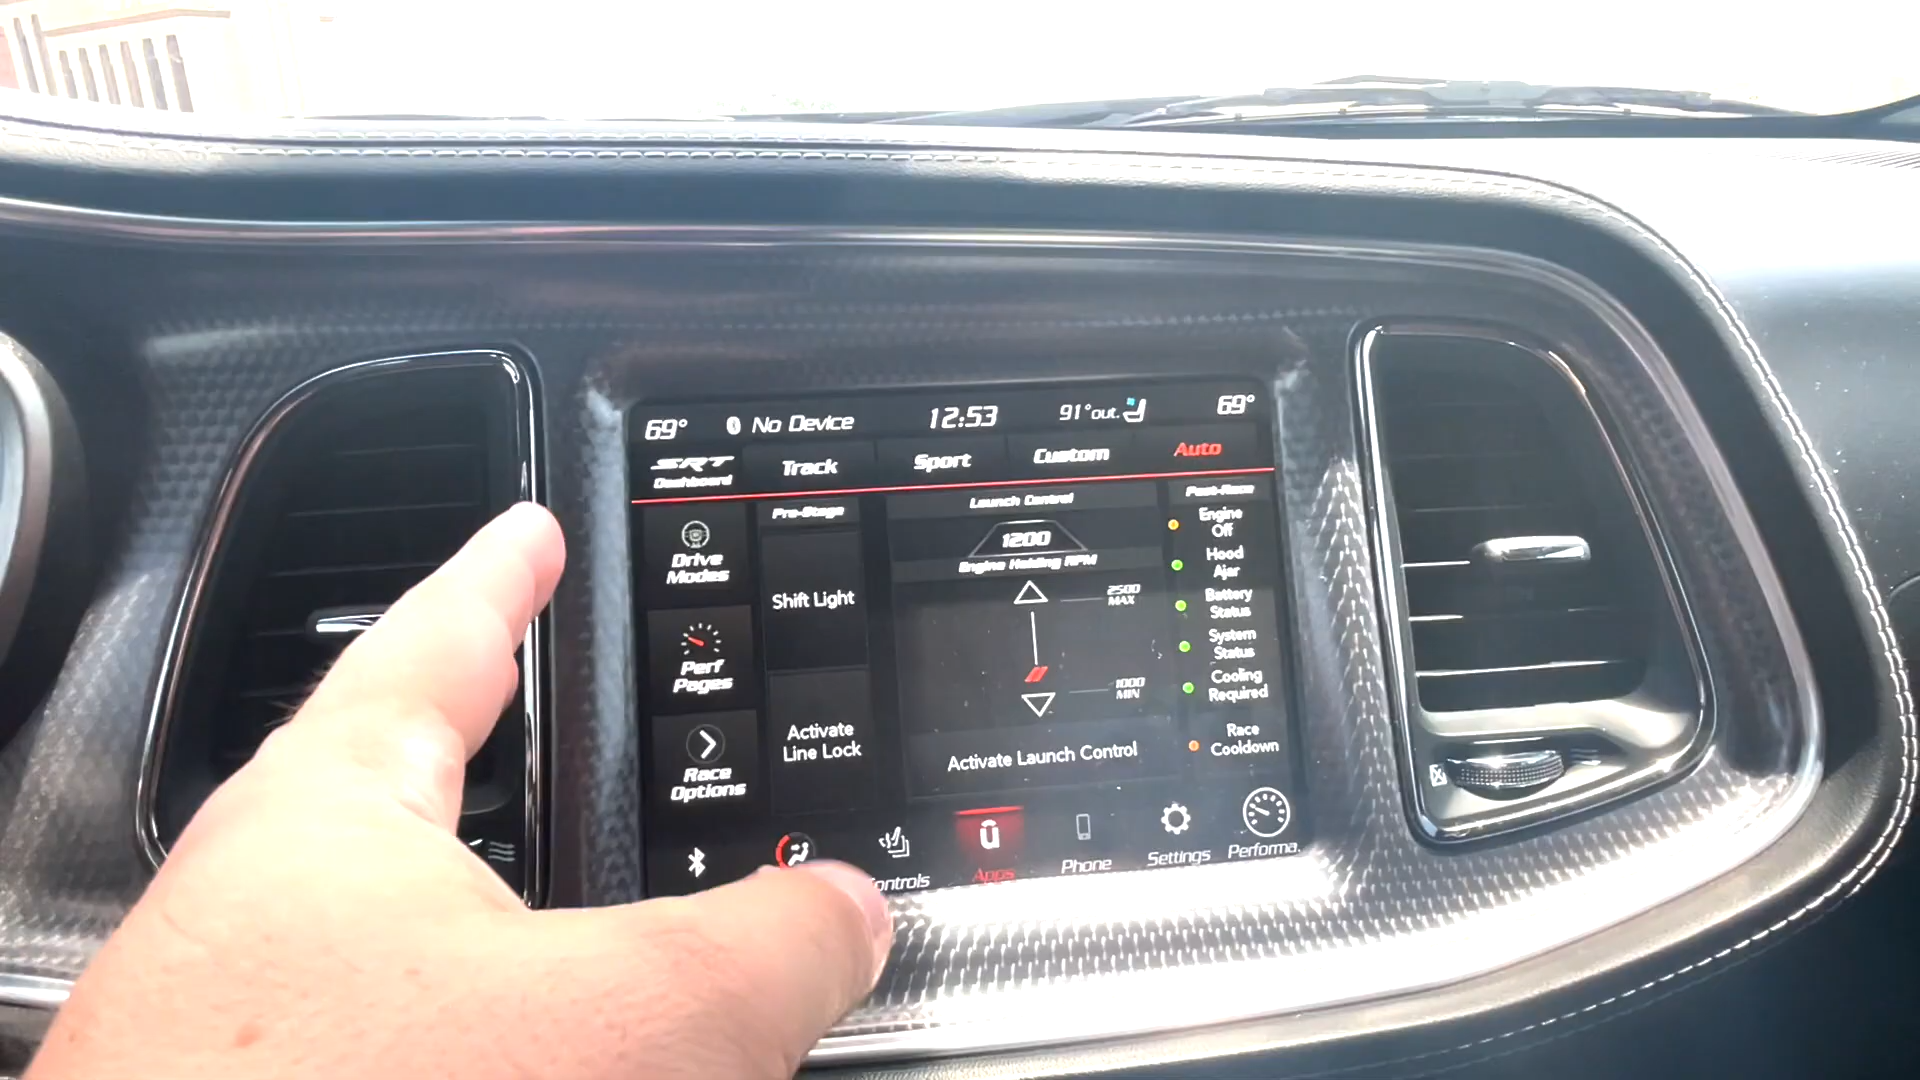 69°
No Device
12:53
91°out.
69°
SRT
Dashboard
Track
Sport
Custom
Auto
Drive
Modes
Perf
Pages
Race
Options
Pre-Stage
Shift Light
Activate
Line Lock
Launch Control
1200
Engine Holding RPM
2500
MAX
1000
MIN
Activate Launch Control
Post-Race
Engine
Off
Hood
Ajar
Battery
Status
System
Status
Cooling
Required
Race
Cooldown
Apps
Phone
Settings
Performa.